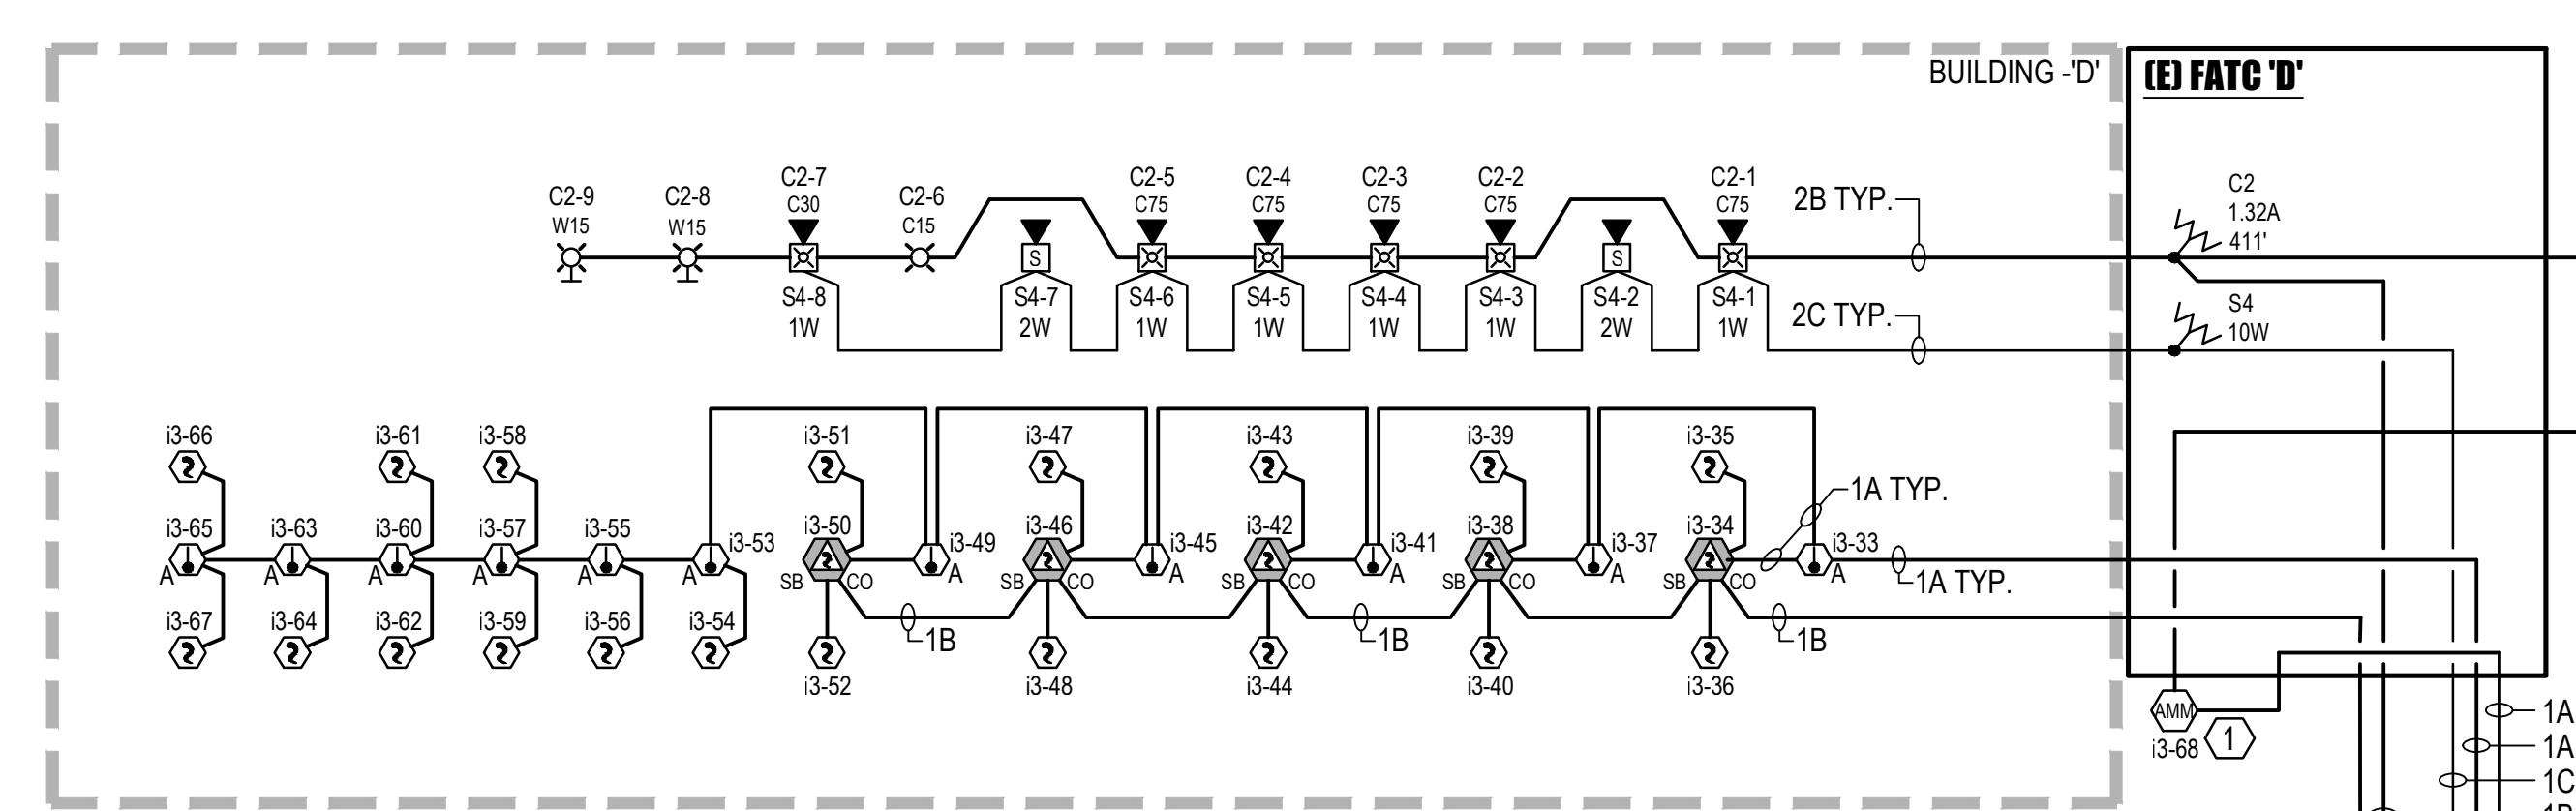 BUILDING -'D'
(E) FATC 'D'
C2-9
W15
C2-8
W15
C2-7
C30
C2-6
C15
C2-5
C75
C2-4
C75
C2-3
C75
C2-2
C75
C2-1
C75
2B TYP.
C2
1.32A
411'
S
S
S4-8
1W
S4-7
2W
S4-6
1W
S4-5
1W
S4-4
1W
S4-3
1W
S4-2
2W
S4-1
1W
2C TYP.
S4
10W
i3-66
i3-61
i3-58
i3-51
i3-47
i3-43
i3-39
i3-35
1A TYP.
i3-65
i3-63
i3-60
i3-57
i3-55
i3-53
i3-50
i3-49
i3-46
i3-45
i3-42
i3-41
i3-38
i3-37
i3-34
i3-33
A
A
A
A
A
A
SB
CO
A
SB
CO
A
SB
CO
A
SB
CO
A
SB
CO
A
1A TYP.
i3-67
i3-64
i3-62
i3-59
i3-56
i3-54
1B
1B
1B
i3-52
i3-48
i3-44
i3-40
i3-36
AMM
i3-68
1
1A
1A
1C
1B